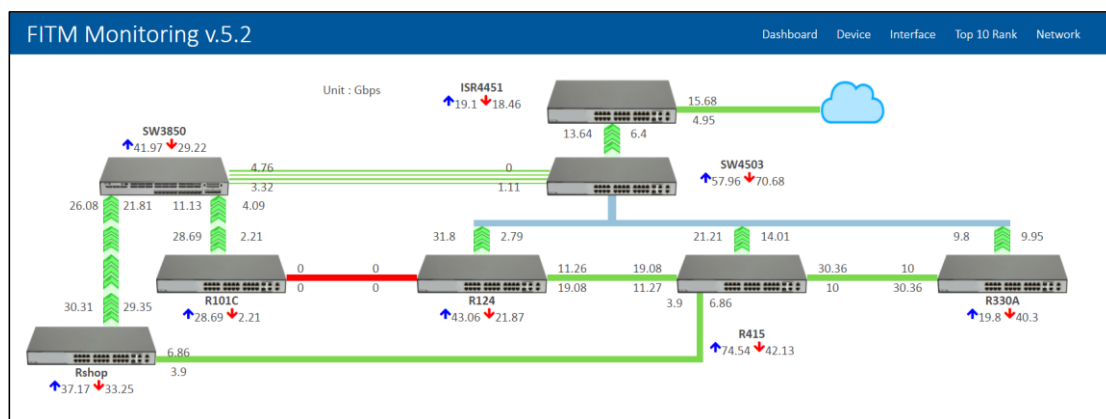 FITM Monitoring v.5.2
Dashboard Device Interface Top 10 Rank Network
Unit : Gbps
ISR4451
19.1 18.46
15.68
4.95
13.64 6.4
SW3850
41.97 29.22
4.76 0
3.32 1.11
SW4503
57.96 70.68
26.08 21.81 11.13 4.09
28.69 2.21
31.8 2.79
21.21 14.01
9.8 9.95
0 0
0 0
11.26 19.08
19.08 11.27
30.36 10
10 30.36
R101C
28.69 2.21
R124
43.06 21.87
3.9 6.86
R415
74.54 42.13
R330A
19.8 40.3
30.31 29.35
6.86
3.9
Rshop
37.17 33.25